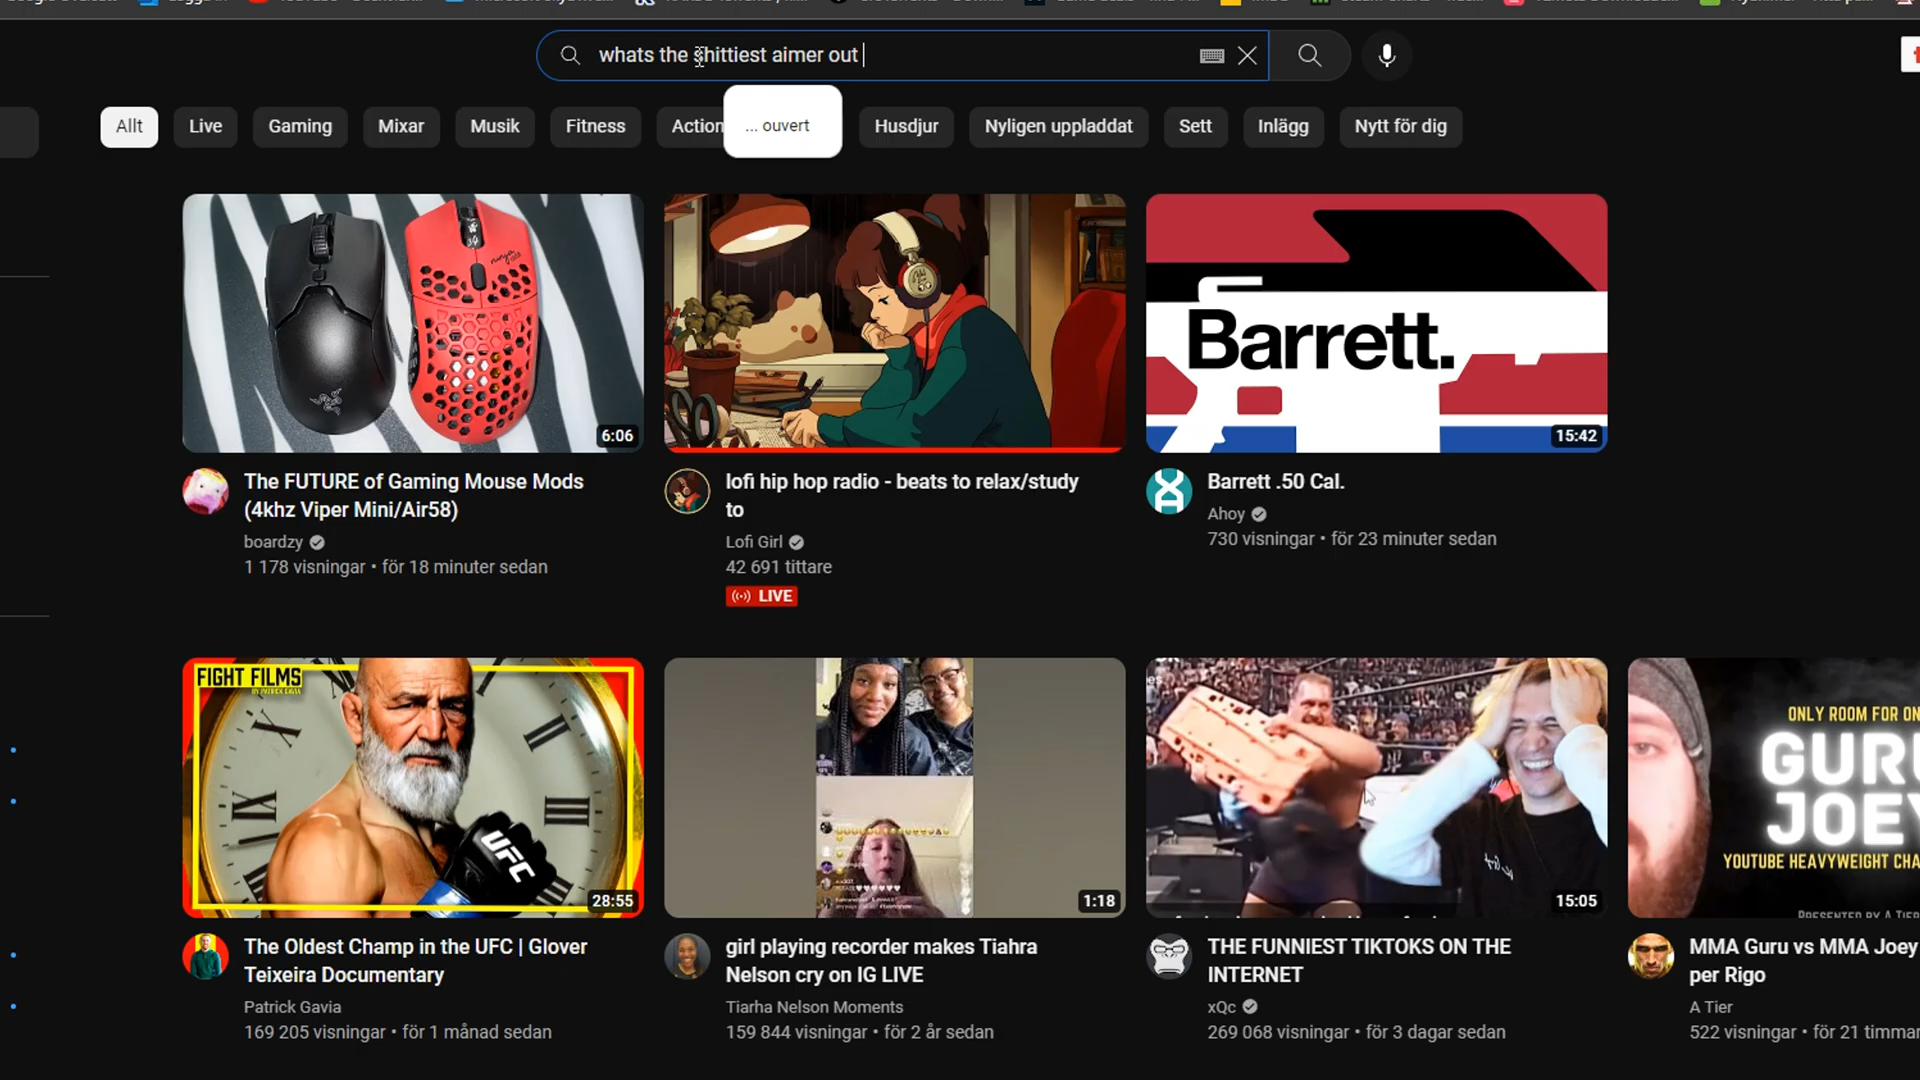 whats the shittiest aimer out
Allt
Live
Gaming
Mixar
Musik
Fitness
Action
... ouvert
Husdjur
Nyligen uppladdat
Sett
Inlägg
Nytt för dig
6:06
Barrett.
15:42
The FUTURE of Gaming Mouse Mods
(4khz Viper Mini/Air58)
boardzy
1 178 visningar • för 18 minuter sedan
lofi hip hop radio - beats to relax/study
to
Lofi Girl
42 691 tittare
LIVE
Barrett .50 Cal.
Ahoy
730 visningar • för 23 minuter sedan
FIGHT FILMS
BY PATRICK GAVIA
UFC
28:55
1:18
15:05
ONLY ROOM FOR ON
GURU
JOEY
YOUTUBE HEAVYWEIGHT CHA
PRESENTED BY A TIER
The Oldest Champ in the UFC | Glover
Teixeira Documentary
Patrick Gavia
169 205 visningar • för 1 månad sedan
girl playing recorder makes Tiahra
Nelson cry on IG LIVE
Tiarha Nelson Moments
159 844 visningar • för 2 år sedan
THE FUNNIEST TIKTOKS ON THE
INTERNET
xQc
269 068 visningar • för 3 dagar sedan
MMA Guru vs MMA Joey
per Rigo
A Tier
522 visningar • för 21 timmar